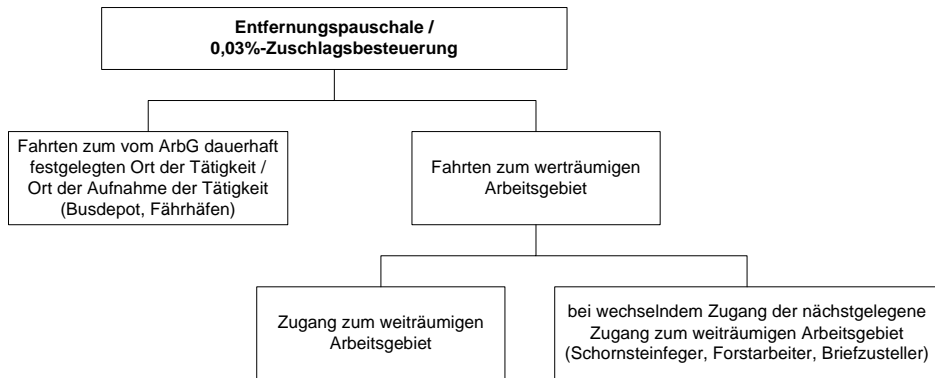 Entfernungspauschale /
0,03%-Zuschlagsbesteuerung
Fahrten zum vom ArbG dauerhaft
festgelegten Ort der Tätigkeit /
Ort der Aufnahme der Tätigkeit
(Busdepot, Fährhäfen)
Fahrten zum werträumigen
Arbeitsgebiet
Zugang zum weiträumigen
Arbeitsgebiet
bei wechselndem Zugang der nächstgelegene
Zugang zum weiträumigen Arbeitsgebiet
(Schornsteinfeger, Forstarbeiter, Briefzusteller)